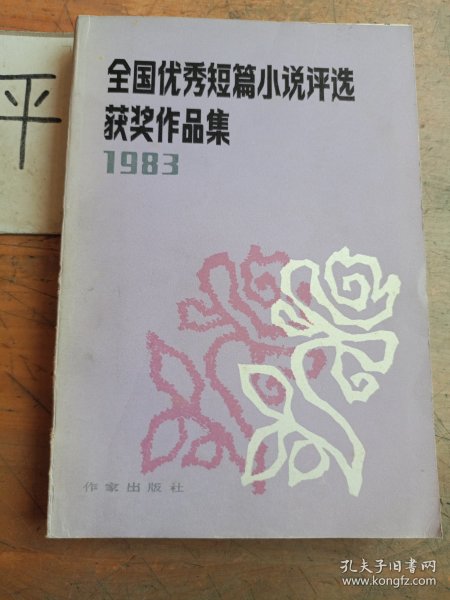 平
全国优秀短篇小说评选
获奖作品集
1983
作家出版社
孔夫子旧书网
www.kongfz.com